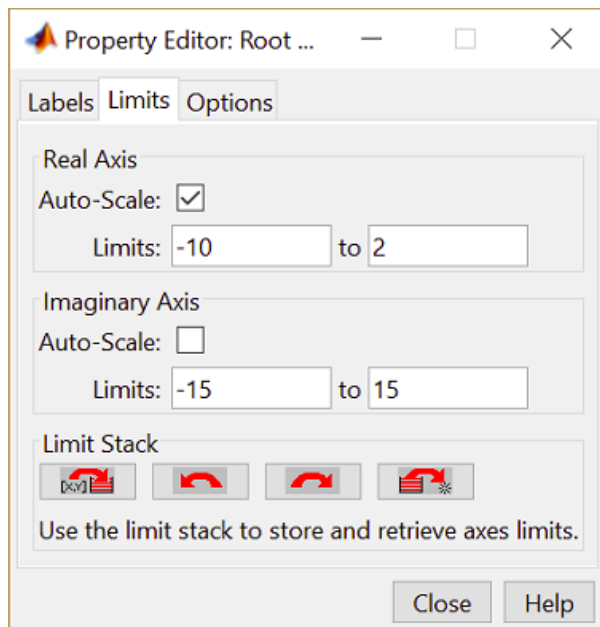 Property Editor: Root ...
Labels Limits Options
Real Axis
Auto-Scale:
Limits: -10 to 2
Imaginary Axis
Auto-Scale:
Limits: -15 to 15
Limit Stack
[X,Y]
Use the limit stack to store and retrieve axes limits.
Close Help